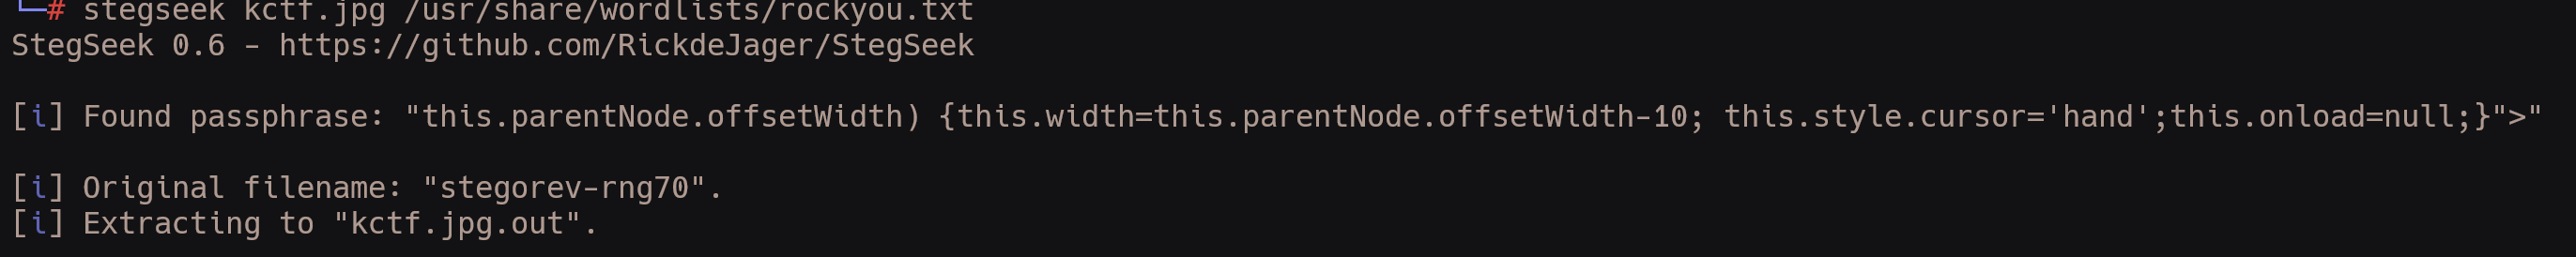 └─# stegseek kctf.jpg /usr/share/wordlists/rockyou.txt
StegSeek 0.6 - https://github.com/RickdeJager/StegSeek
[i] Found passphrase: "this.parentNode.offsetWidth) {this.width=this.parentNode.offsetWidth-10; this.style.cursor='hand';this.onload=null;}">"
[i] Original filename: "stegorev-rng70".
[i] Extracting to "kctf.jpg.out".